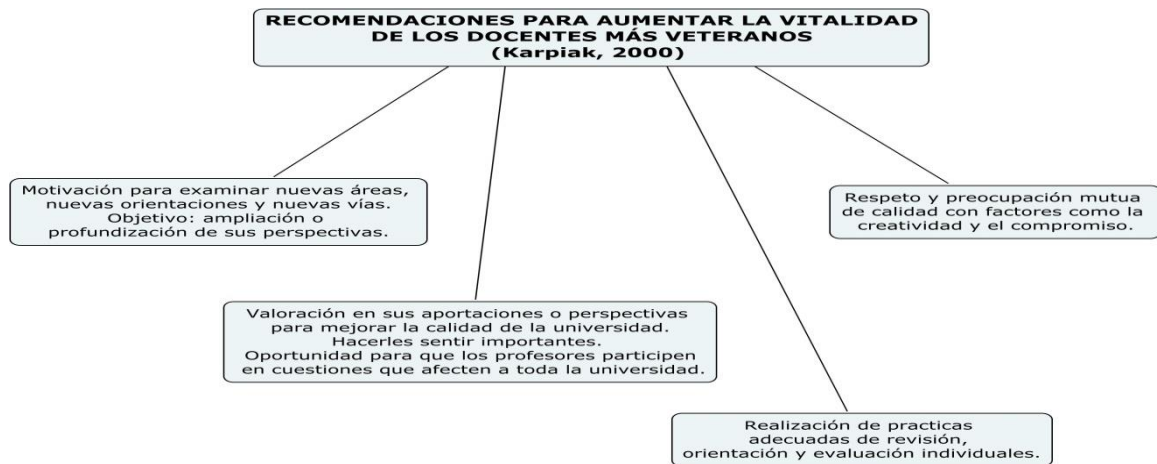 RECOMENDACIONES PARA AUMENTAR LA VITALIDAD
DE LOS DOCENTES MÁS VETERANOS
(Karpiak, 2000)
Motivación para examinar nuevas áreas,
nuevas orientaciones y nuevas vías.
Objetivo: ampliación o
profundización de sus perspectivas.
Respeto y preocupación mutua
de calidad con factores como la
creatividad y el compromiso.
Valoración en sus aportaciones o perspectivas
para mejorar la calidad de la universidad.
Hacerles sentir importantes.
Oportunidad para que los profesores participen
en cuestiones que afecten a toda la universidad.
Realización de practicas
adecuadas de revisión,
orientación y evaluación individuales.